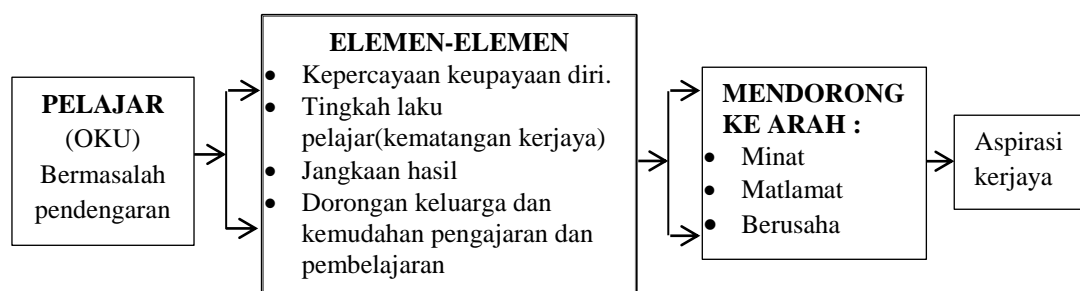 PELAJAR
(OKU)
Bermasalah
pendengaran
ELEMEN-ELEMEN
• Kepercayaan keupayaan diri.
• Tingkah laku
pelajar(kematangan kerjaya)
• Jangkaan hasil
• Dorongan keluarga dan
kemudahan pengajaran dan
pembelajaran
MENDORONG
KE ARAH :
• Minat
• Matlamat
• Berusaha
Aspirasi
kerjaya